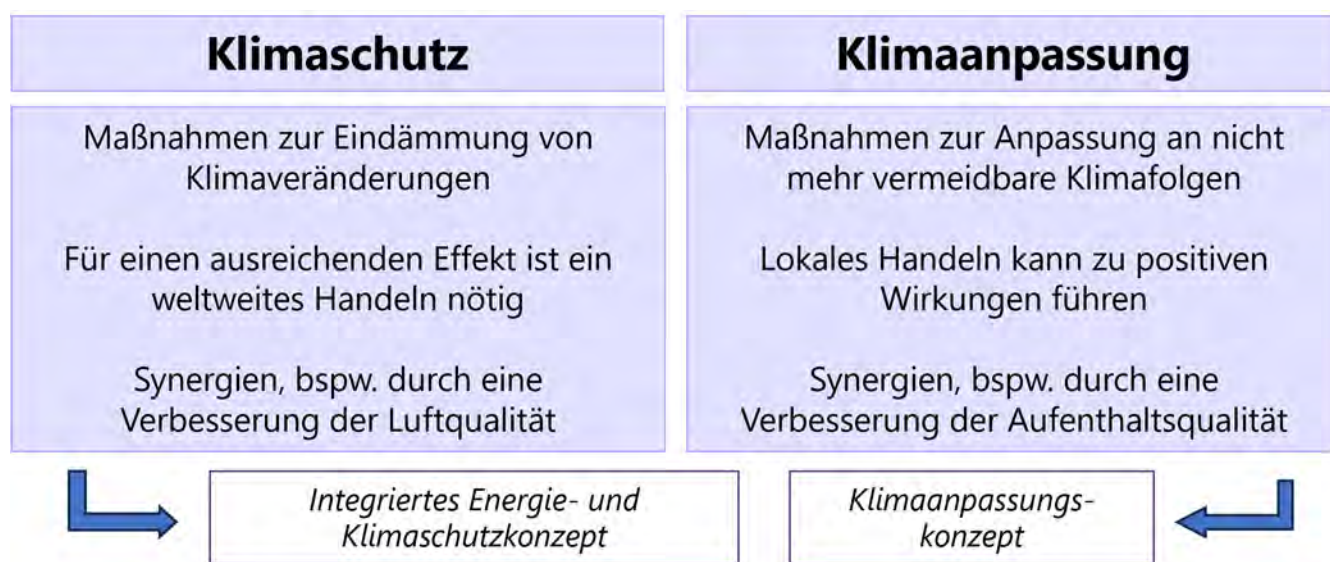 Klimaschutz
Maßnahmen zur Eindämmung von
Klimaveränderungen
Für einen ausreichenden Effekt ist ein
weltweites Handeln nötig
Synergien, bspw. durch eine
Verbesserung der Luftqualität
Integriertes Energie- und
Klimaschutzkonzept
Klimaanpassung
Maßnahmen zur Anpassung an nicht
mehr vermeidbare Klimafolgen
Lokales Handeln kann zu positiven
Wirkungen führen
Synergien, bspw. durch eine
Verbesserung der Aufenthaltsqualität
Klimaanpassungs-
konzept